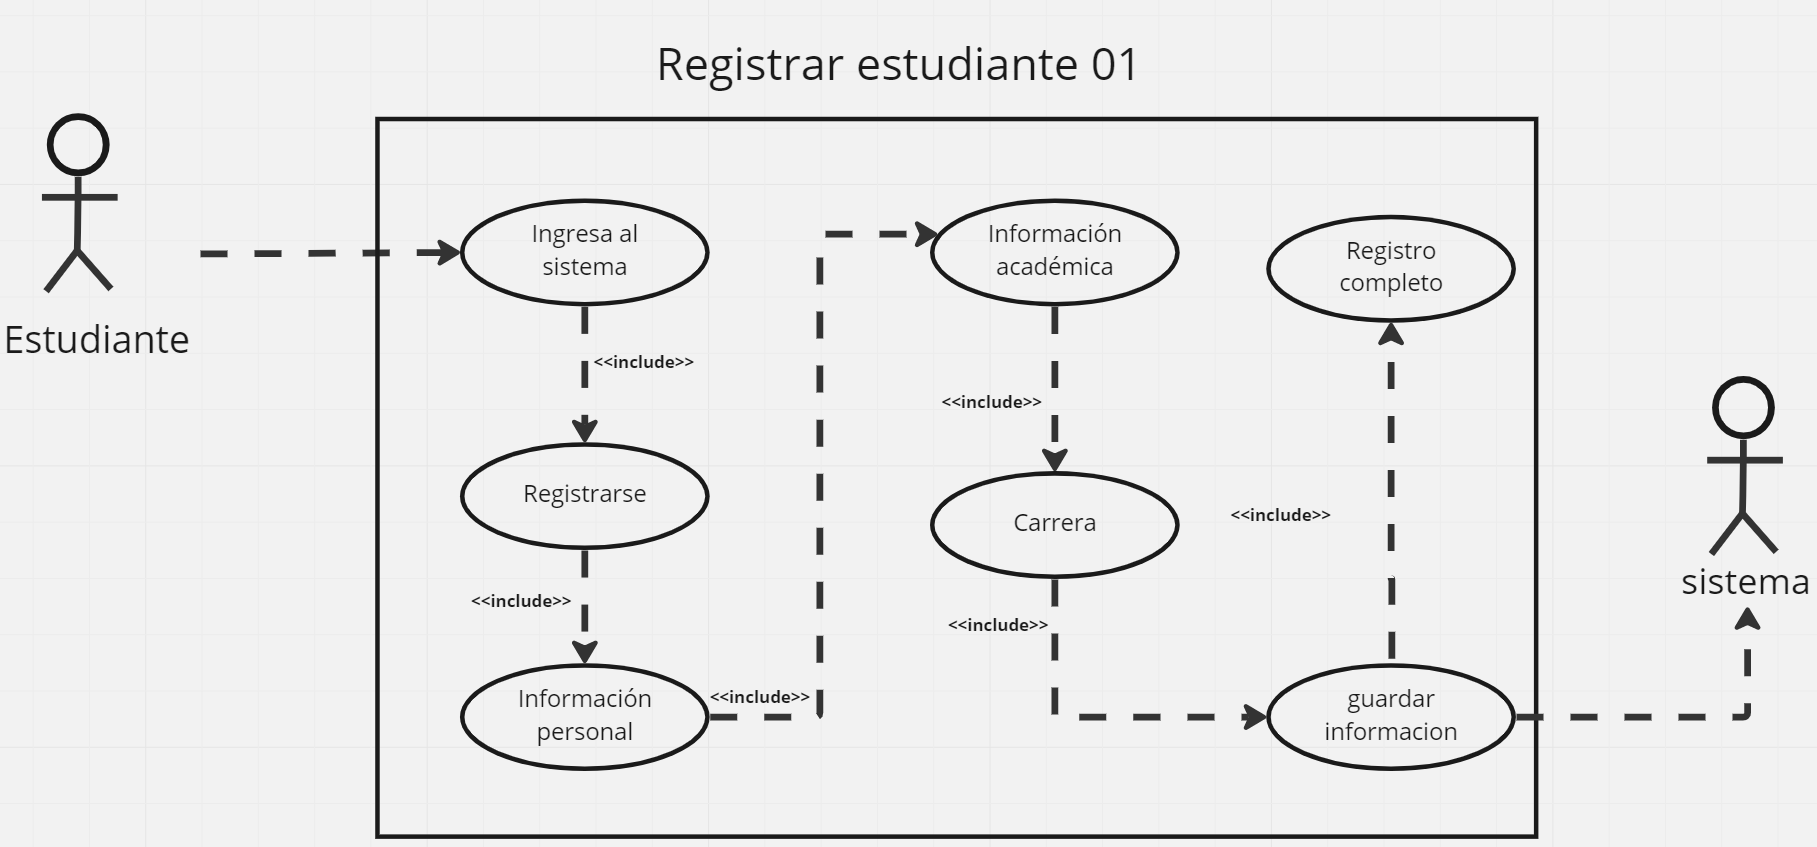 Registrar estudiante 01
Estudiante
Ingresa al
sistema
<<include>>
Registrarse
<<include>>
Información
personal
<<include>>
Información
académica
<<include>>
Carrera
<<include>>
guardar
informacion
<<include>>
Registro
completo
sistema